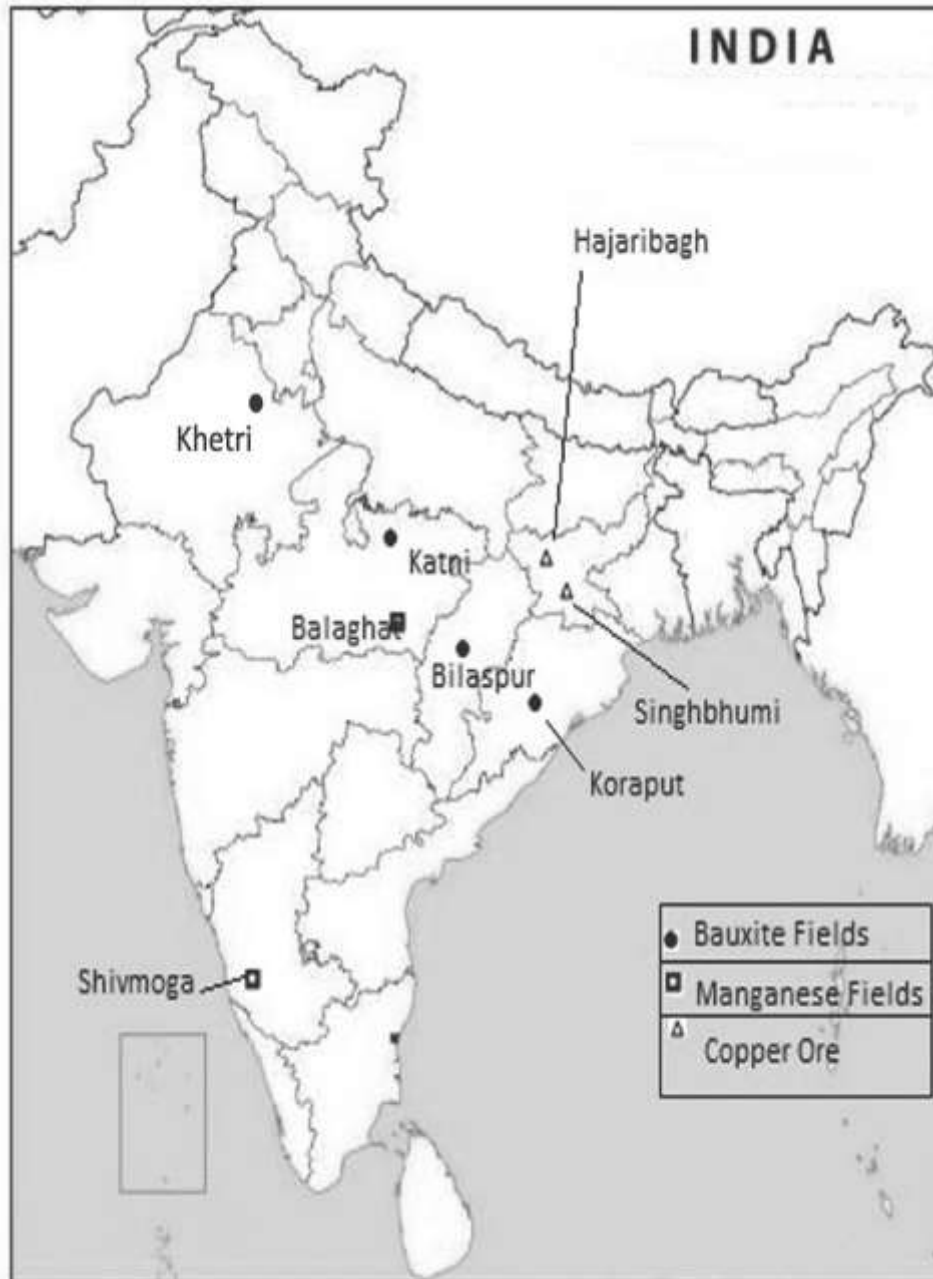 INDIA
Hajaribagh
Khetri
Katni
Balaghat
Bilaspur
Singhbhumi
Koraput
Shivmoga
Bauxite Fields
Manganese Fields
Copper Ore